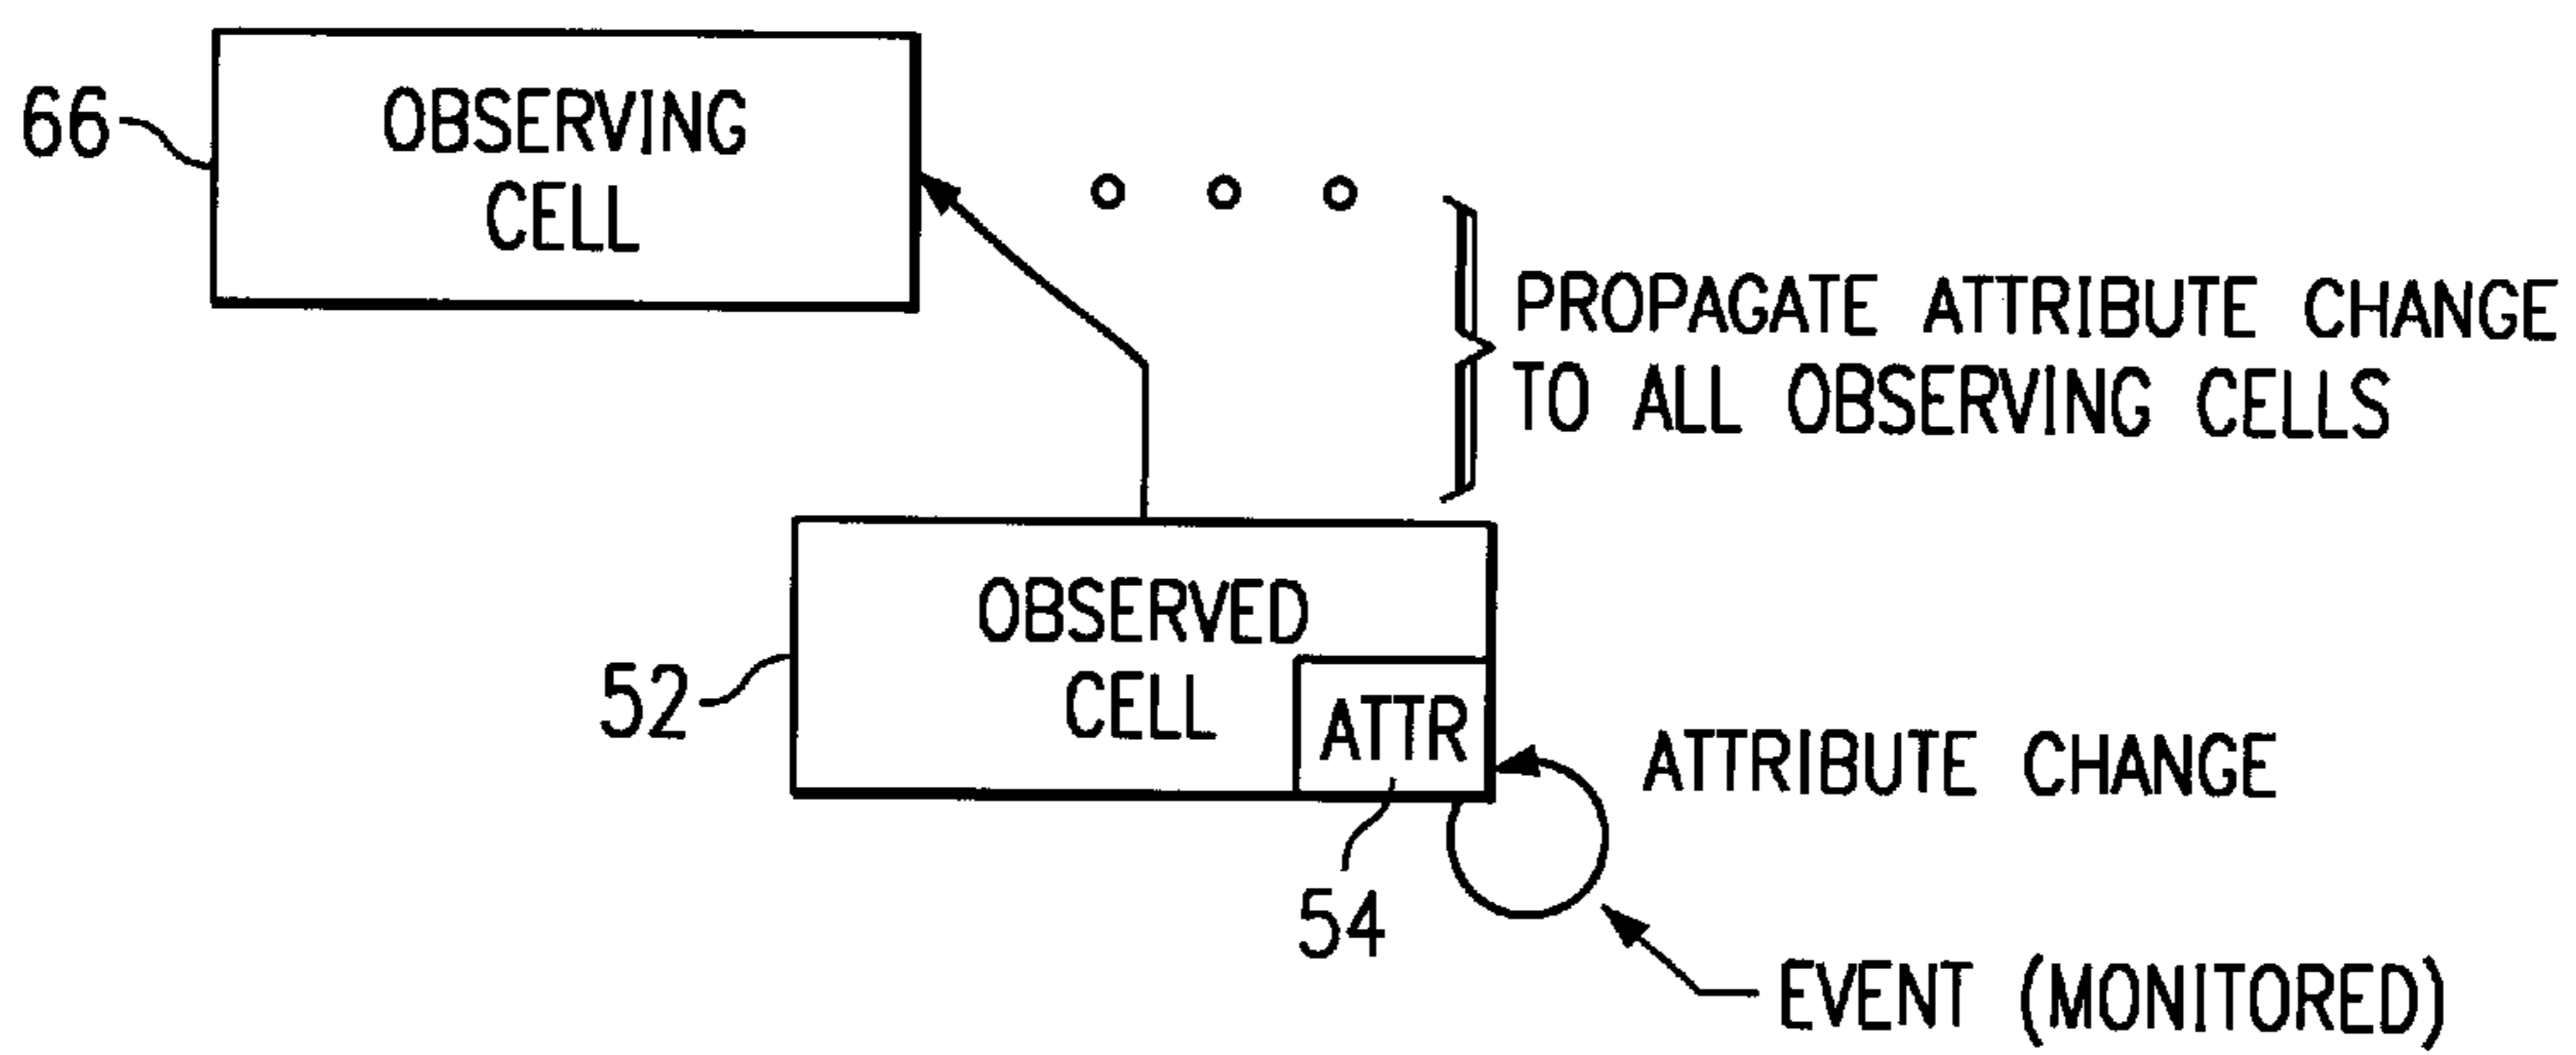 66
OBSERVING
CELL
PROPAGATE ATTRIBUTE CHANGE
TO ALL OBSERVING CELLS
52
OBSERVED
CELL
ATTR
54
ATTRIBUTE CHANGE
EVENT (MONITORED)